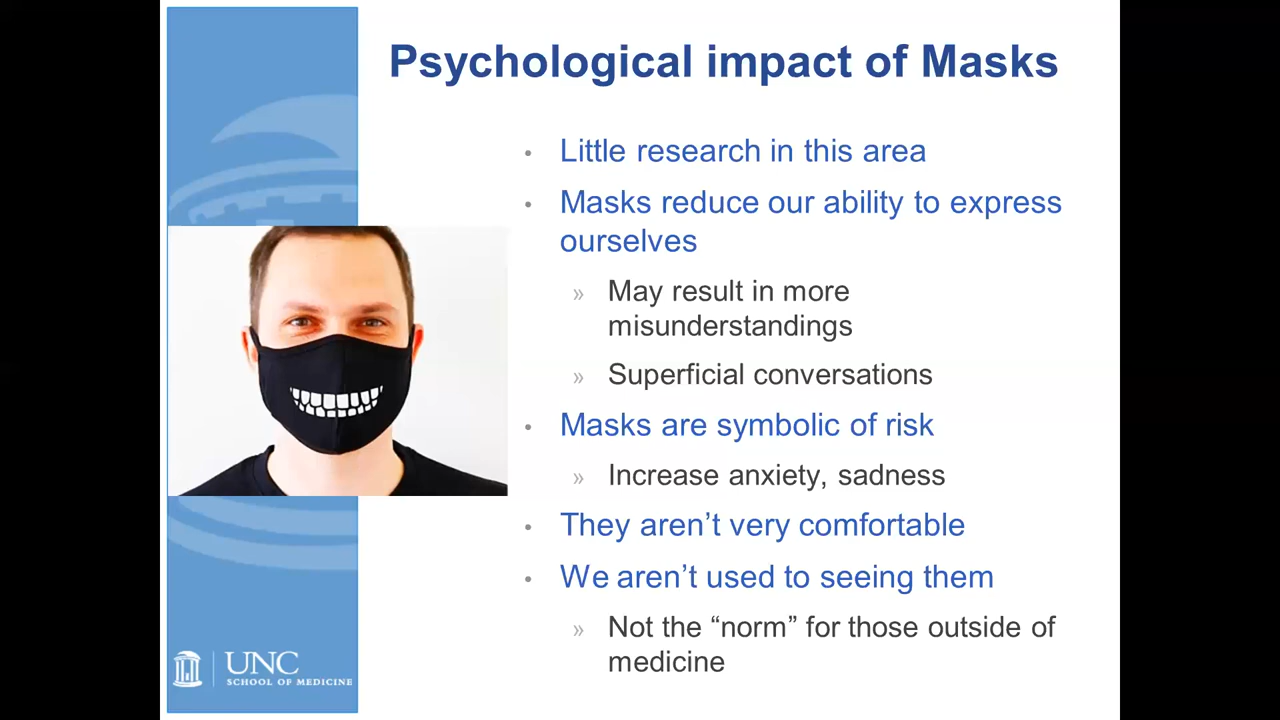 Psychological impact of Masks
• Little research in this area
• Masks reduce our ability to express
ourselves
» May result in more
misunderstandings
» Superficial conversations
• Masks are symbolic of risk
» Increase anxiety, sadness
• They aren’t very comfortable
• We aren’t used to seeing them
» Not the “norm” for those outside of
medicine
UNC
SCHOOL OF MEDICINE